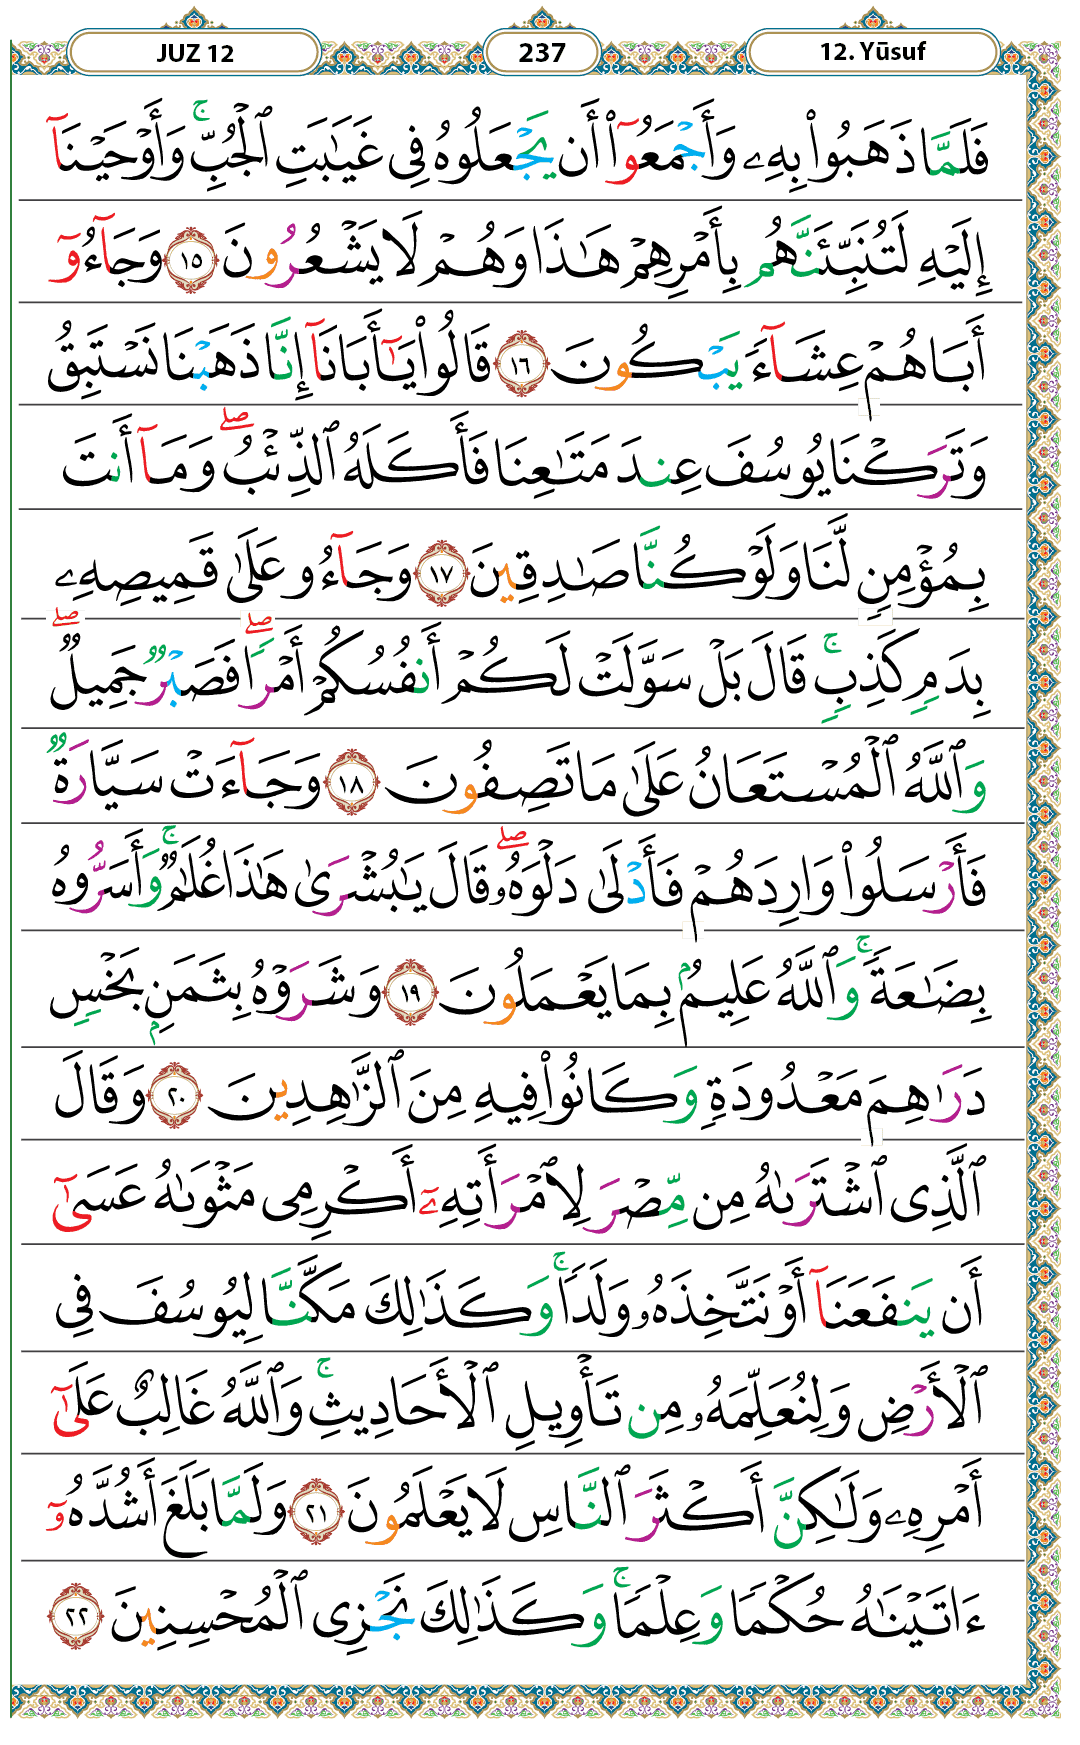 JUZ 12
237
12. Yūsuf
فَلَمَّا ذَهَبُوا۟ بِهِۦ وَأَجْمَعُوٓا۟ أَن يَجْعَلُوهُ فِى غَيَـٰبَتِ ٱلْجُبِّ ۚ وَأَوْحَيْنَآ
إِلَيْهِ لَتُنَبِّئَنَّهُم بِأَمْرِهِمْ هَـٰذَا وَهُمْ لَا يَشْعُرُونَ ١٥ وَجَآءُوٓ
أَبَاهُمْ عِشَآءًۭ يَبْكُونَ ١٦ قَالُوا۟ يَـٰٓأَبَانَآ إِنَّا ذَهَبْنَا نَسْتَبِقُ
وَتَرَكْنَا يُوسُفَ عِندَ مَتَـٰعِنَا فَأَكَلَهُ ٱلذِّئْبُ ۖ وَمَآ أَنتَ
بِمُؤْمِنٍۢ لَّنَا وَلَوْ كُنَّا صَـٰدِقِينَ ١٧ وَجَآءُو عَلَىٰ قَمِيصِهِۦ
بِدَمٍۢ كَذِبٍۢ ۚ قَالَ بَلْ سَوَّلَتْ لَكُمْ أَنفُسُكُمْ أَمْرًۭا ۖ فَصَبْرٌۭ جَمِيلٌۭ ۖ
وَٱللَّهُ ٱلْمُسْتَعَانُ عَلَىٰ مَا تَصِفُونَ ١٨ وَجَآءَتْ سَيَّارَةٌۭ
فَأَرْسَلُوا۟ وَارِدَهُمْ فَأَدْلَىٰ دَلْوَهُۥ ۖ قَالَ يَـٰبُشْرَىٰ هَـٰذَا غُلَـٰمٌۭ ۚ وَأَسَرُّوهُ
بِضَـٰعَةًۭ ۚ وَٱللَّهُ عَلِيمٌۢ بِمَا يَعْمَلُونَ ١٩ وَشَرَوْهُ بِثَمَنٍۭ بَخْسٍۢ
دَرَٰهِمَ مَعْدُودَةٍۢ وَكَانُوا۟ فِيهِ مِنَ ٱلزَّٰهِدِينَ ٢٠ وَقَالَ
ٱلَّذِى ٱشْتَرَىٰهُ مِن مِّصْرَ لِٱمْرَأَتِهِۦٓ أَكْرِمِى مَثْوَىٰهُ عَسَىٰٓ
أَن يَنفَعَنَآ أَوْ نَتَّخِذَهُۥ وَلَدًۭا ۚ وَكَذَٰلِكَ مَكَّنَّا لِيُوسُفَ فِى
ٱلْأَرْضِ وَلِنُعَلِّمَهُۥ مِن تَأْوِيلِ ٱلْأَحَادِيثِ ۚ وَٱللَّهُ غَالِبٌ عَلَىٰٓ
أَمْرِهِۦ وَلَـٰكِنَّ أَكْثَرَ ٱلنَّاسِ لَا يَعْلَمُونَ ٢١ وَلَمَّا بَلَغَ أَشُدَّهُۥٓ
ءَاتَيْنَـٰهُ حُكْمًۭا وَعِلْمًۭا ۚ وَكَذَٰلِكَ نَجْزِى ٱلْمُحْسِنِينَ ٢٢